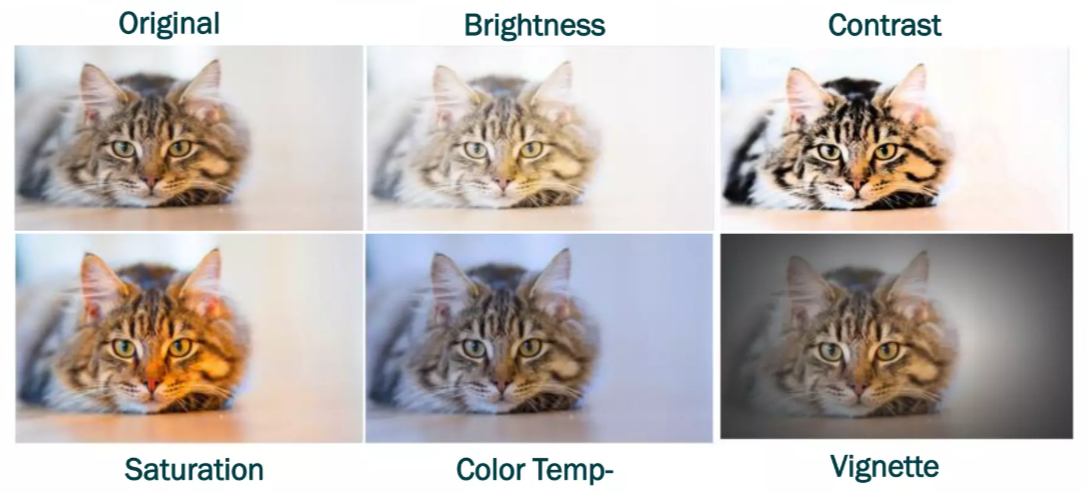 Original
Brightness
Contrast
Saturation
Color Temp-
Vignette